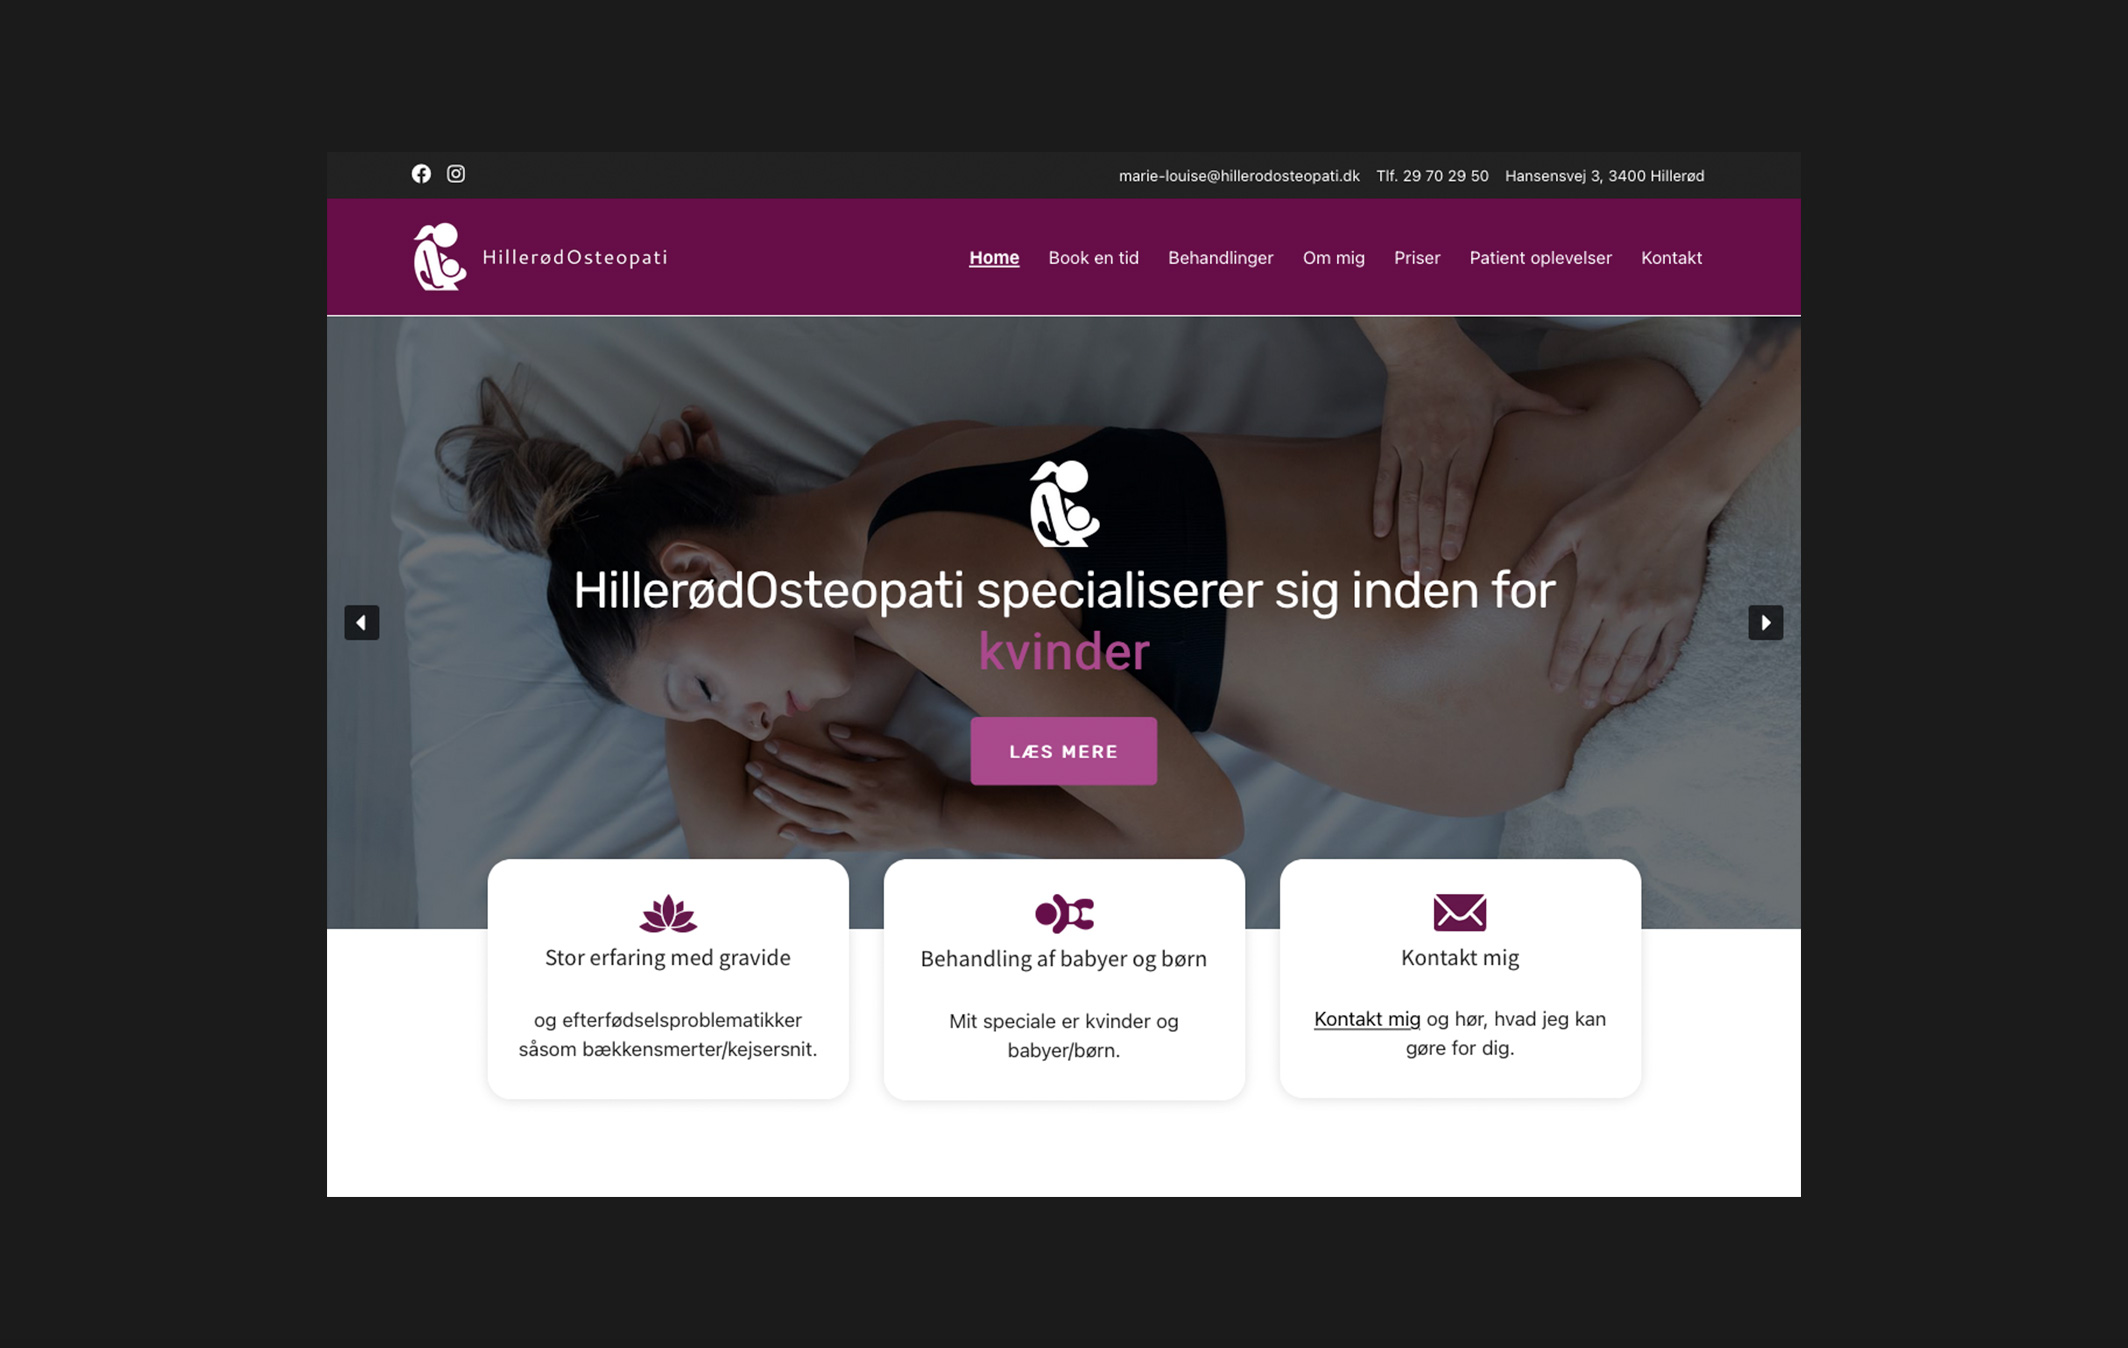 marie-louise@hillerodosteopati.dk Tlf. 29 70 29 50 Hansensvej 3, 3400 Hillerød
HillerødOsteopati
Home Book en tid Behandlinger Om mig Priser Patient oplevelser Kontakt
HillerødOsteopati specialiserer sig inden for
kvinder
LÆS MERE
Stor erfaring med gravide
og efterfødselsproblematikker
såsom bækkensmerter/kejsersnit.
Behandling af babyer og børn
Mit speciale er kvinder og
babyer/børn.
Kontakt mig
Kontakt mig og hør, hvad jeg kan
gøre for dig.